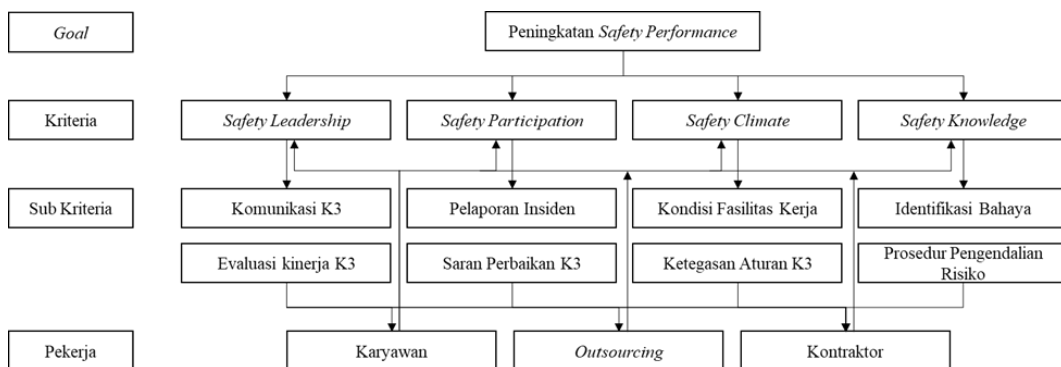 Goal
Peningkatan Safety Performance
Kriteria
Safety Leadership
Safety Participation
Safety Climate
Safety Knowledge
Sub Kriteria
Komunikasi K3
Pelaporan Insiden
Kondisi Fasilitas Kerja
Identifikasi Bahaya
Evaluasi kinerja K3
Saran Perbaikan K3
Ketegasan Aturan K3
Prosedur Pengendalian
Risiko
Pekerja
Karyawan
Outsourcing
Kontraktor